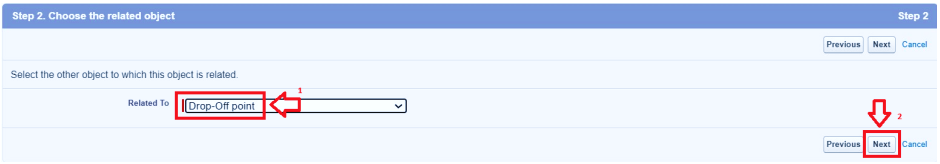 Step 2. Choose the related object Step 2
Previous Next Cancel
Select the other object to which this object is related.
1
Related To Drop-Off point
2
Previous Next Cancel